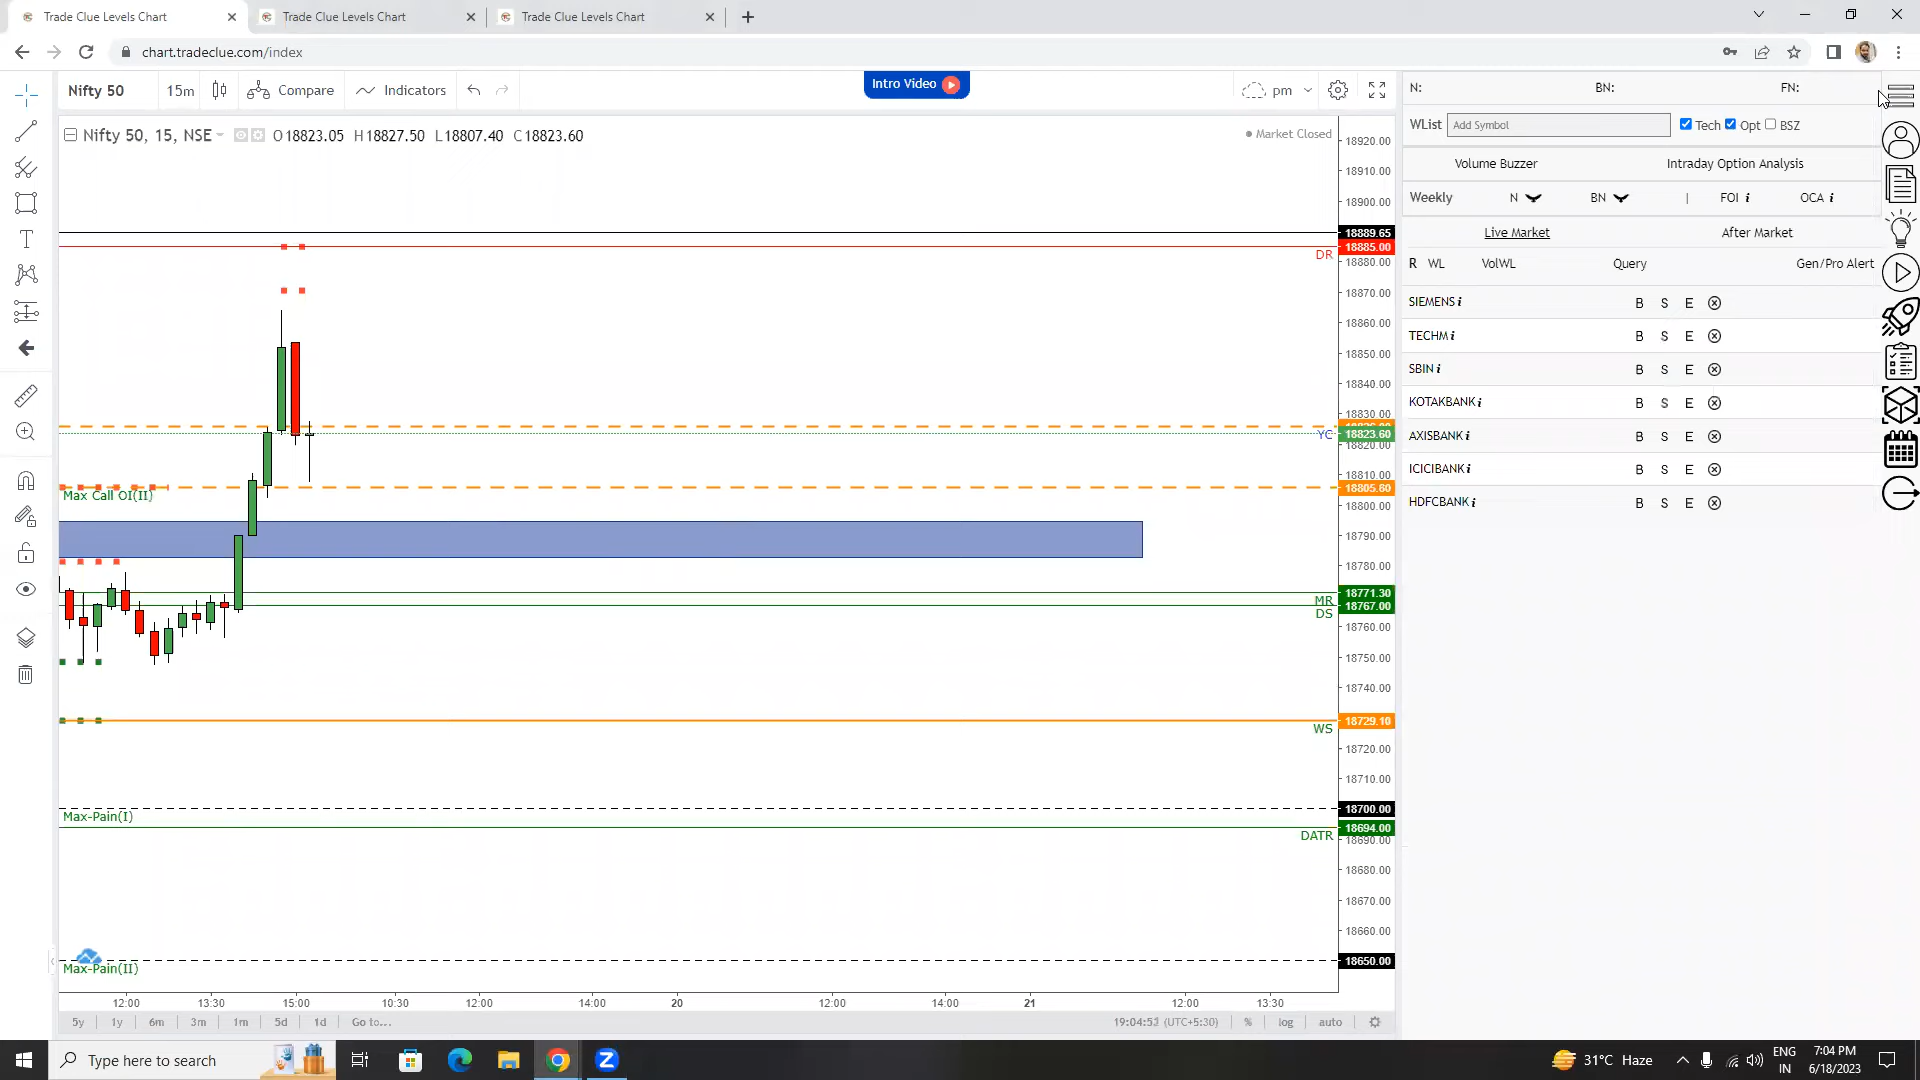 Trade Clue Levels Chart
Trade Clue Levels Chart
Trade Clue Levels Chart
chart.tradeclue.com/index
Nifty 50
15m
Compare
Indicators
Intro Video
pm
Nifty 50, 15, NSE
O18823.05 H18827.50 L18807.40 C18823.60
Market Closed
18920.00
18910.00
18900.00
18889.65
18885.00
DR
18880.00
18870.00
18860.00
18850.00
18840.00
18830.00
YC
18823.60
18820.00
18810.00
18805.60
Max Call OI(II)
18800.00
18790.00
18780.00
18771.30
MR
18767.00
DS
18760.00
18750.00
18740.00
18729.10
WS
18720.00
18710.00
18700.00
Max-Pain(I)
18694.00
DATR
18690.00
18680.00
18670.00
18660.00
18650.00
Max-Pain(II)
12:00 13:30 15:00 10:30 12:00 14:00 20 12:00 14:00 21 12:00 13:30
5y 1y 6m 3m 1m 5d 1d Go to...
19:04:52 (UTC+5:30) % log auto
N: BN: FN:
WList Add Symbol Tech Opt BSZ
Volume Buzzer Intraday Option Analysis
Weekly N BN | FOI i OCA i
Live Market After Market
R WL VolWL Query Gen/Pro Alert
SIEMENS i B S E
TECHM i B S E
SBIN i B S E
KOTAKBANK i B S E
AXISBANK i B S E
ICICIBANK i B S E
HDFCBANK i B S E
Type here to search
31°C Haze
ENG
IN
7:04 PM
6/18/2023